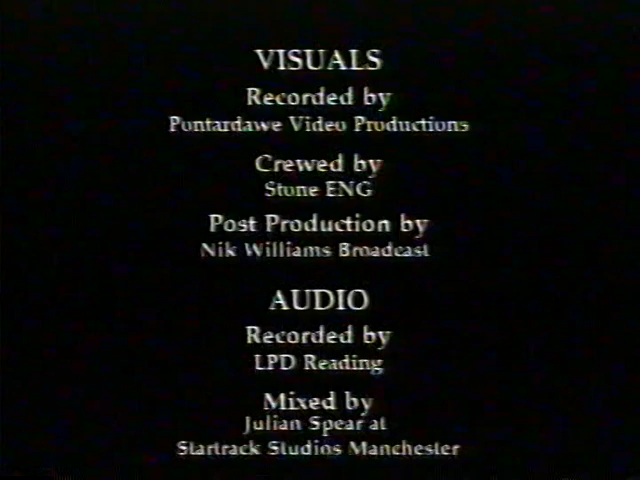 VISUALS
Recorded by
Pontardawe Video Productions
Crewed by
Stone ENG
Post Production by
Nik Williams Broadcast
AUDIO
Recorded by
LPD Reading
Mixed by
Julian Spear at
Startrack Studios Manchester